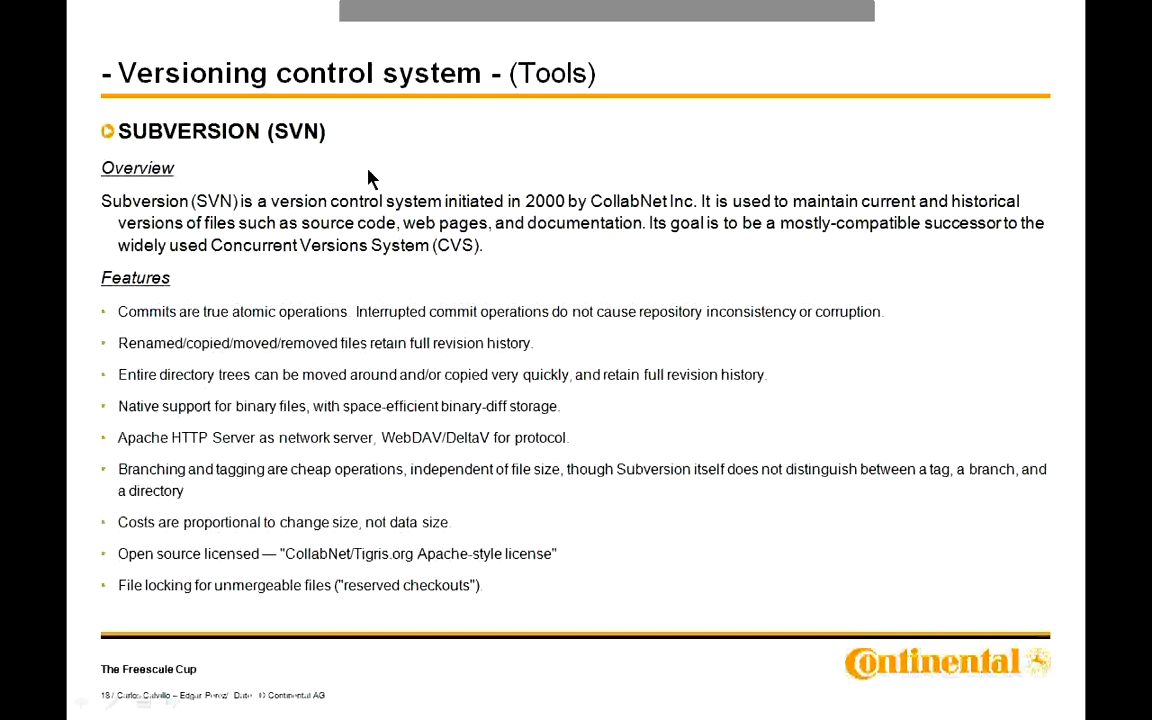 - Versioning control system - (Tools)
SUBVERSION (SVN)
Overview
Subversion (SVN) is a version control system initiated in 2000 by CollabNet Inc. It is used to maintain current and historical
versions of files such as source code, web pages, and documentation. Its goal is to be a mostly-compatible successor to the
widely used Concurrent Versions System (CVS).
Features
• Commits are true atomic operations. Interrupted commit operations do not cause repository inconsistency or corruption.
• Renamed/copied/moved/removed files retain full revision history.
• Entire directory trees can be moved around and/or copied very quickly, and retain full revision history.
• Native support for binary files, with space-efficient binary-diff storage.
• Apache HTTP Server as network server, WebDAV/DeltaV for protocol.
• Branching and tagging are cheap operations, independent of file size, though Subversion itself does not distinguish between a tag, a branch, and
a directory
• Costs are proportional to change size, not data size.
• Open source licensed — "CollabNet/Tigris.org Apache-style license"
• File locking for unmergeable files ("reserved checkouts").
The Freescale Cup
Continental
18 / Carlos Calvillo – Edgar Perez/ Date © Continental AG